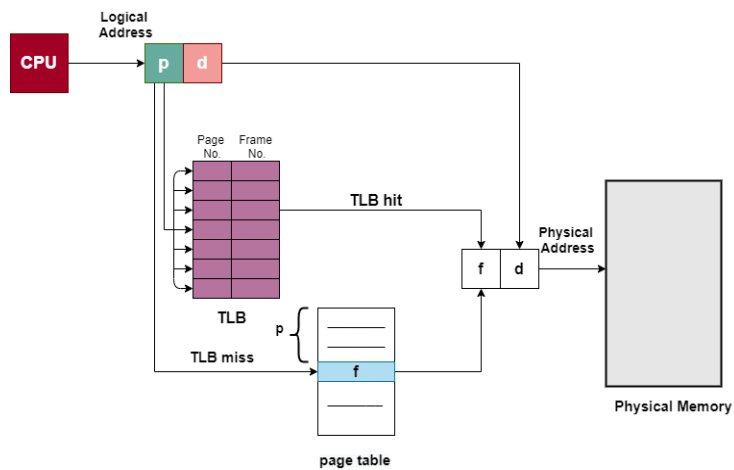 Logical
Address
CPU
p
d
Page
No.
Frame
No.
TLB hit
Physical
Address
f
d
TLB
p
TLB miss
f
page table
Physical Memory